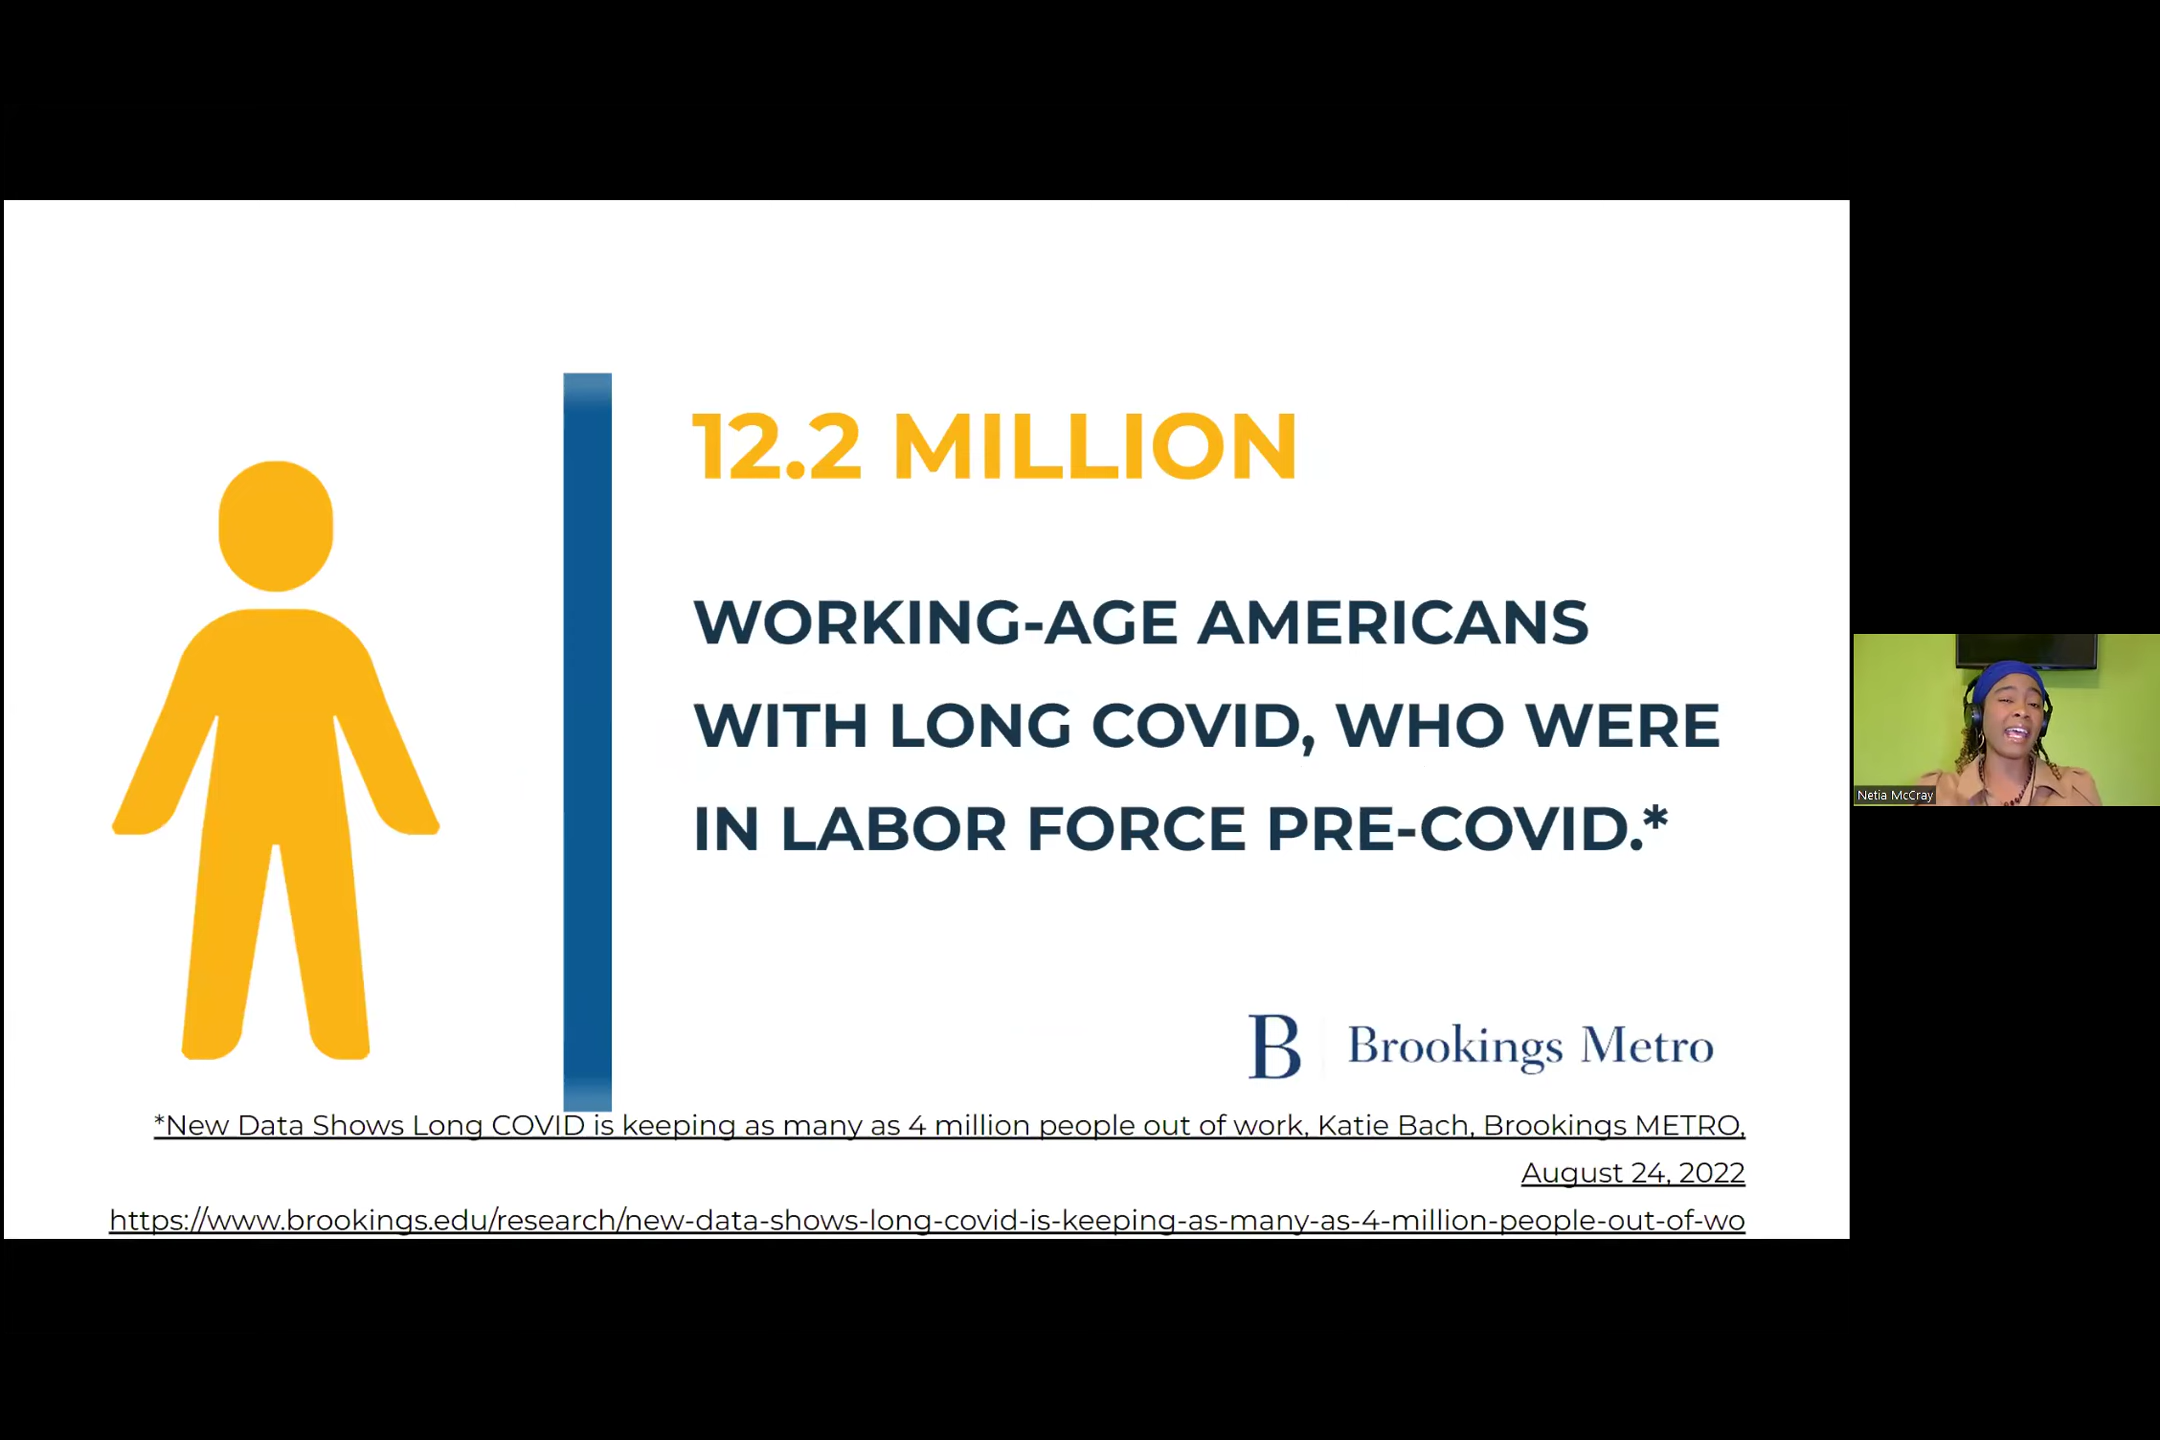 12.2 MILLION
WORKING-AGE AMERICANS
WITH LONG COVID, WHO WERE
IN LABOR FORCE PRE-COVID.*
B Brookings Metro
*New Data Shows Long COVID is keeping as many as 4 million people out of work, Katie Bach, Brookings METRO,
August 24, 2022
https://www.brookings.edu/research/new-data-shows-long-covid-is-keeping-as-many-as-4-million-people-out-of-wo
Netia McCray